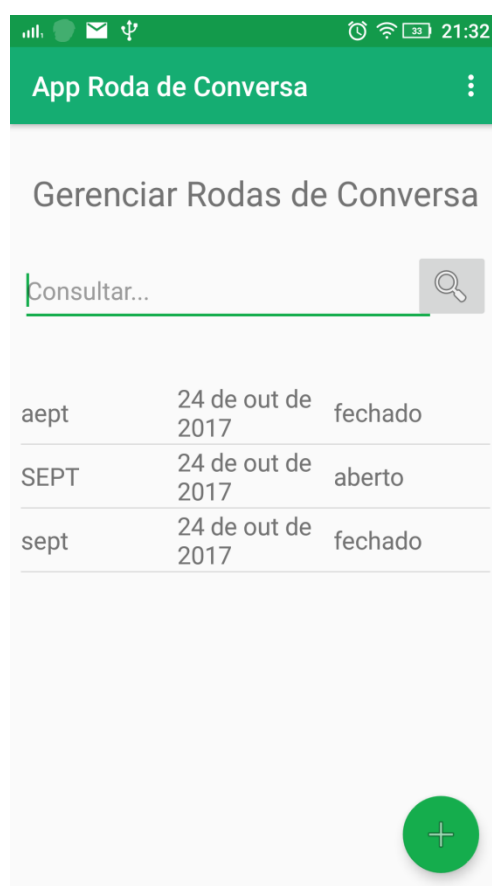 33 21:32
App Roda de Conversa
Gerenciar Rodas de Conversa
Consultar...
aept 24 de out de 2017 fechado
SEPT 24 de out de 2017 aberto
sept 24 de out de 2017 fechado